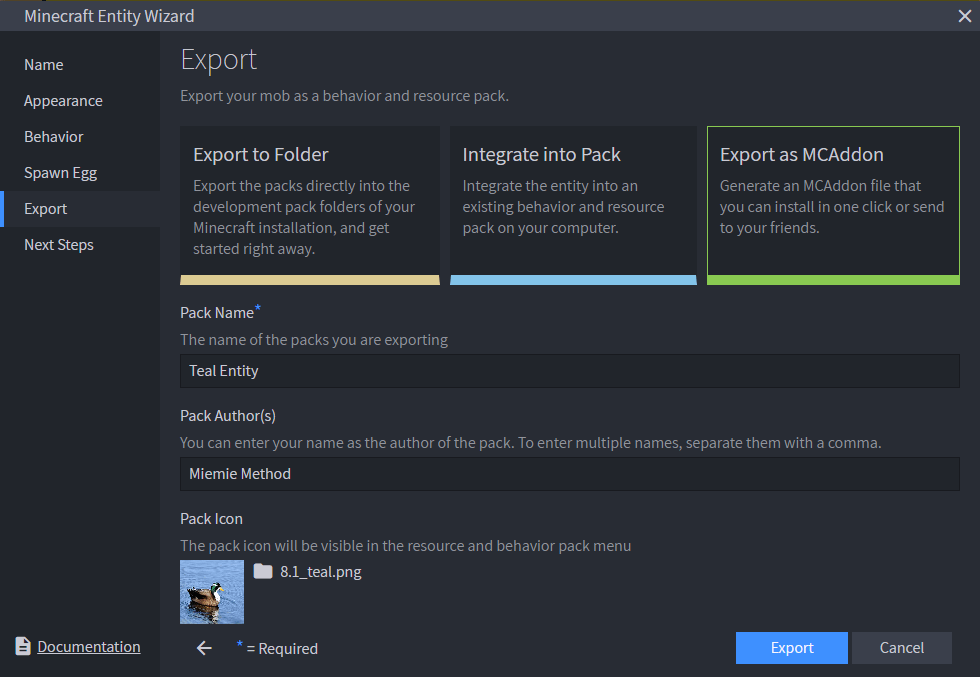 Minecraft Entity Wizard
Name
Appearance
Behavior
Spawn Egg
Export
Next Steps
Documentation
Export
Export your mob as a behavior and resource pack.
Export to Folder
Export the packs directly into the
development pack folders of your
Minecraft installation, and get
started right away.
Integrate into Pack
Integrate the entity into an
existing behavior and resource
pack on your computer.
Export as MCAddon
Generate an MCAddon file that
you can install in one click or send
to your friends.
Pack Name*
The name of the packs you are exporting
Teal Entity
Pack Author(s)
You can enter your name as the author of the pack. To enter multiple names, separate them with a comma.
Miemie Method
Pack Icon
The pack icon will be visible in the resource and behavior pack menu
8.1_teal.png
* = Required
Export
Cancel